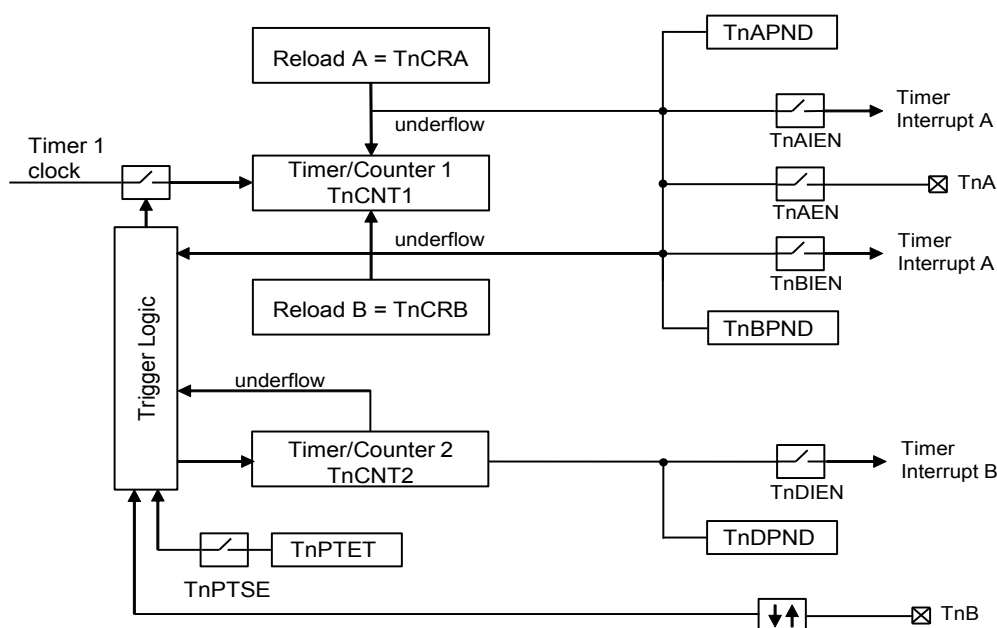 TnAPND
Reload A = TnCRA
Timer
Interrupt A
underflow
TnAIEN
Timer 1
clock
Timer/Counter 1
TnCNT1
TnA
TnAEN
underflow
Timer
Interrupt A
TnBIEN
Reload B = TnCRB
TnBPND
Trigger Logic
underflow
Timer/Counter 2
TnCNT2
Timer
Interrupt B
TnDIEN
TnPTET
TnDPND
TnPTSE
TnB